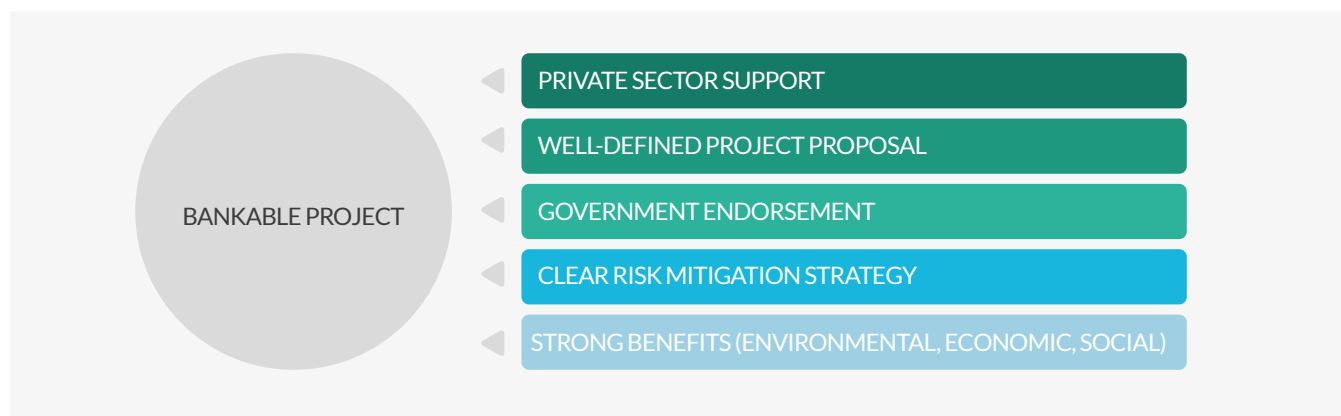 PRIVATE SECTOR SUPPORT
WELL-DEFINED PROJECT PROPOSAL
BANKABLE PROJECT
GOVERNMENT ENDORSEMENT
CLEAR RISK MITIGATION STRATEGY
STRONG BENEFITS (ENVIRONMENTAL, ECONOMIC, SOCIAL)